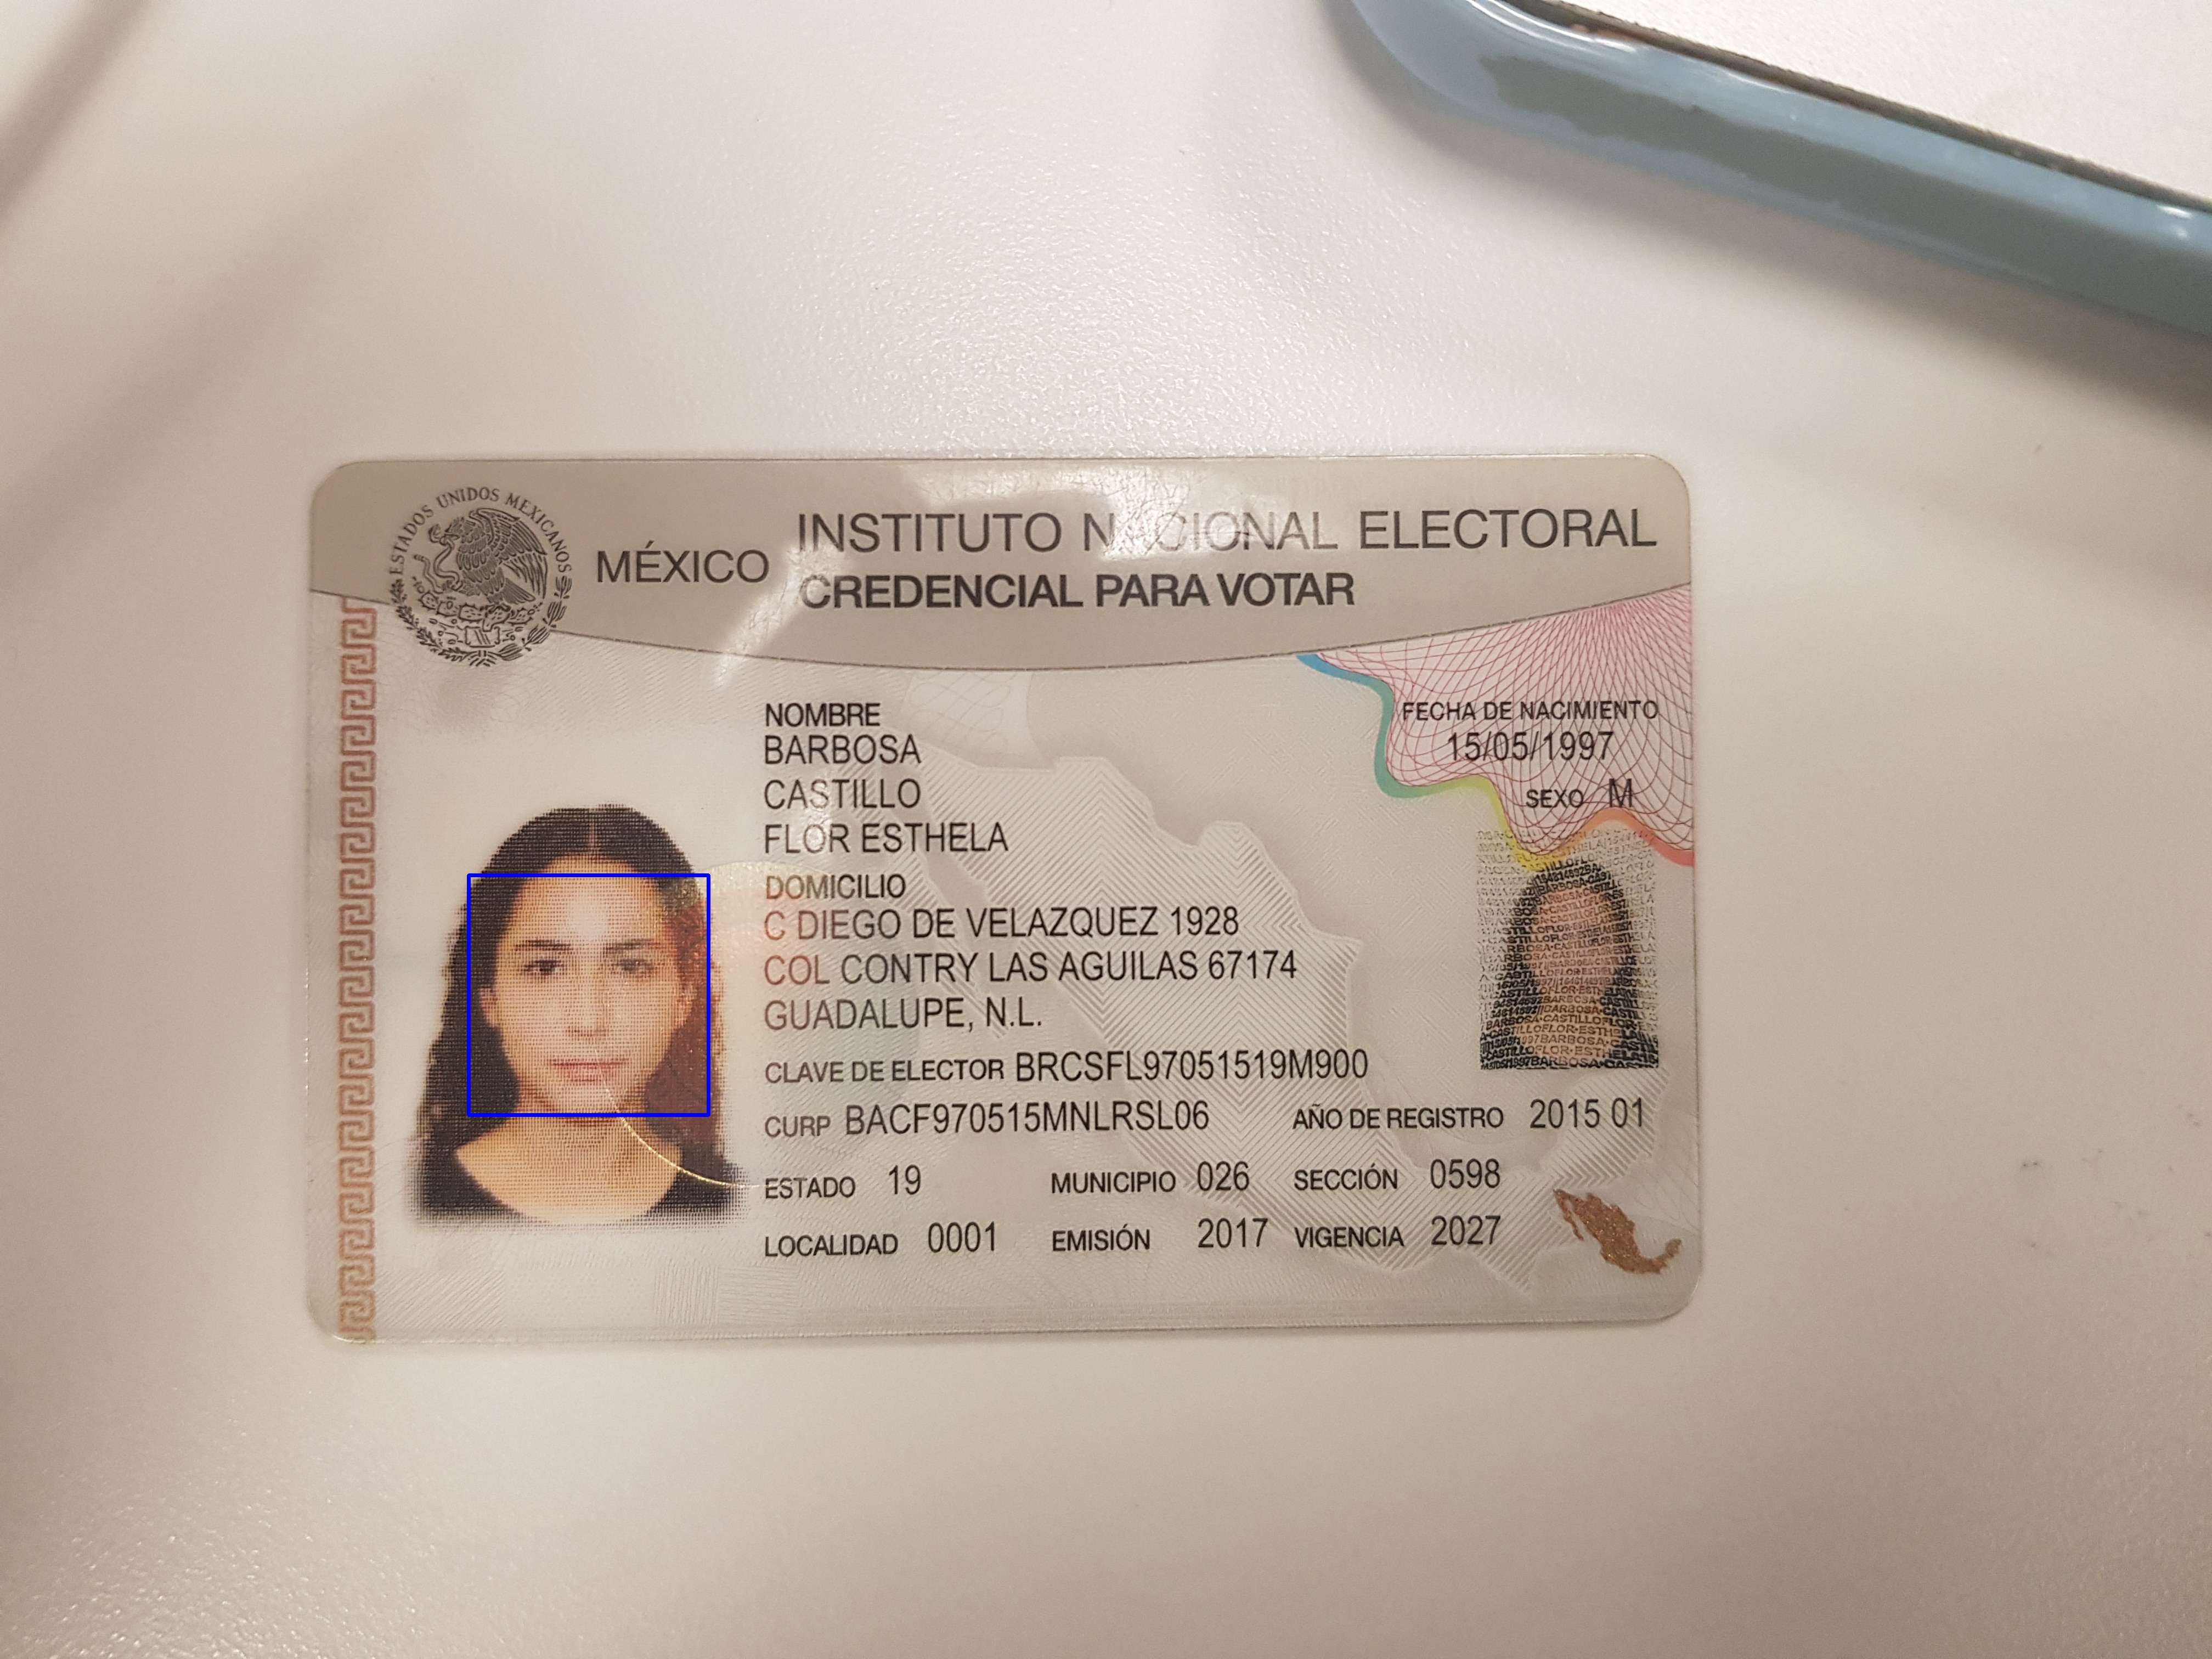 ESTADOS UNIDOS MEXICANOS
MÉXICO
INSTITUTO NACIONAL ELECTORAL
CREDENCIAL PARA VOTAR
NOMBRE
BARBOSA
CASTILLO
FLOR ESTHELA
FECHA DE NACIMIENTO
15/05/1997
SEXO M
DOMICILIO
C DIEGO DE VELAZQUEZ 1928
COL CONTRY LAS AGUILAS 67174
GUADALUPE, N.L.
CLAVE DE ELECTOR BRCSFL97051519M900
CURP BACF970515MNLRSL06 AÑO DE REGISTRO 2015 01
ESTADO 19 MUNICIPIO 026 SECCIÓN 0598
LOCALIDAD 0001 EMISIÓN 2017 VIGENCIA 2027